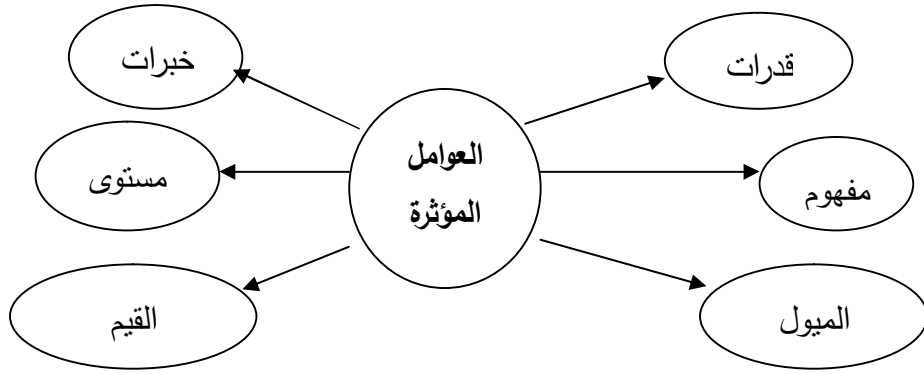 قدرات
خبرات
العوامل
المؤثرة
مفهوم
مستوى
الميول
القيم